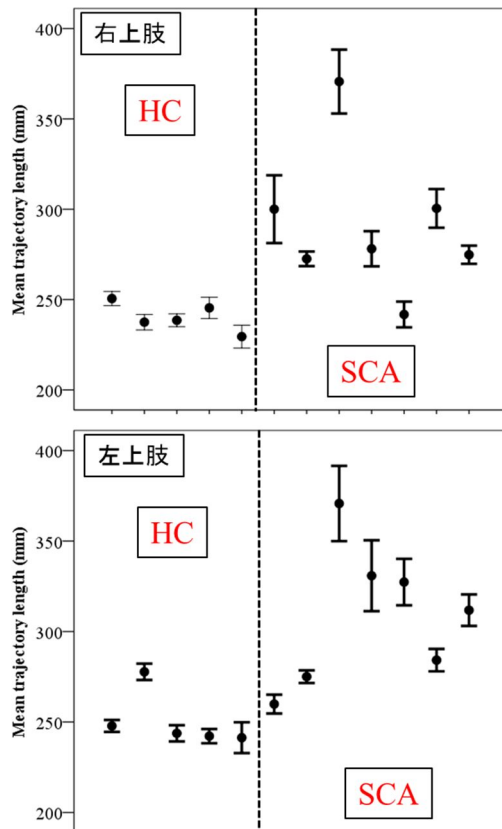 右上肢
HC
SCA
Mean trajectory length (mm)
400
350
300
250
200
左上肢
HC
SCA
Mean trajectory length (mm)
400
350
300
250
200